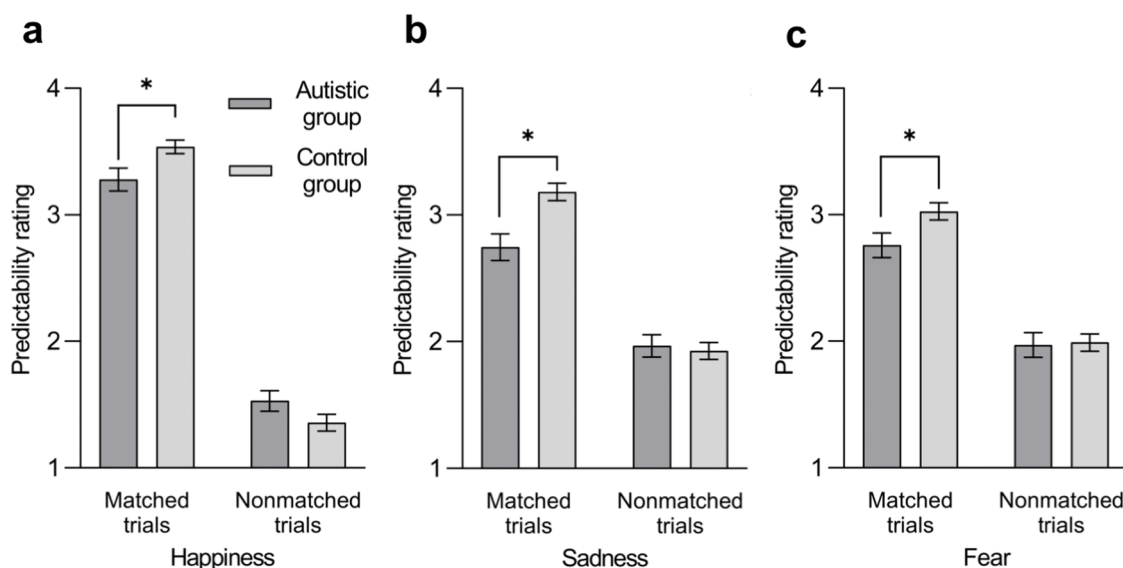 a
4
3
2
1
Predictability rating
*
Autistic
group
Control
group
Matched
trials
Nonmatched
trials
Happiness
b
4
3
2
1
Predictability rating
*
Matched
trials
Nonmatched
trials
Sadness
c
4
3
2
1
Predictability rating
*
Matched
trials
Nonmatched
trials
Fear